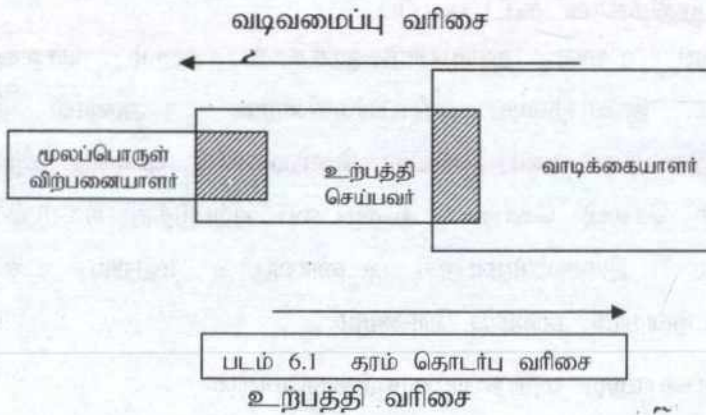 வடிவமைப்பு வரிசை
மூலப்பொருள்
விற்பனையாளர்
உற்பத்தி
செய்பவர்
வாடிக்கையாளர்
படம் 6.1 தரம் தொடர்பு வரிசை
உற்பத்தி வரிசை